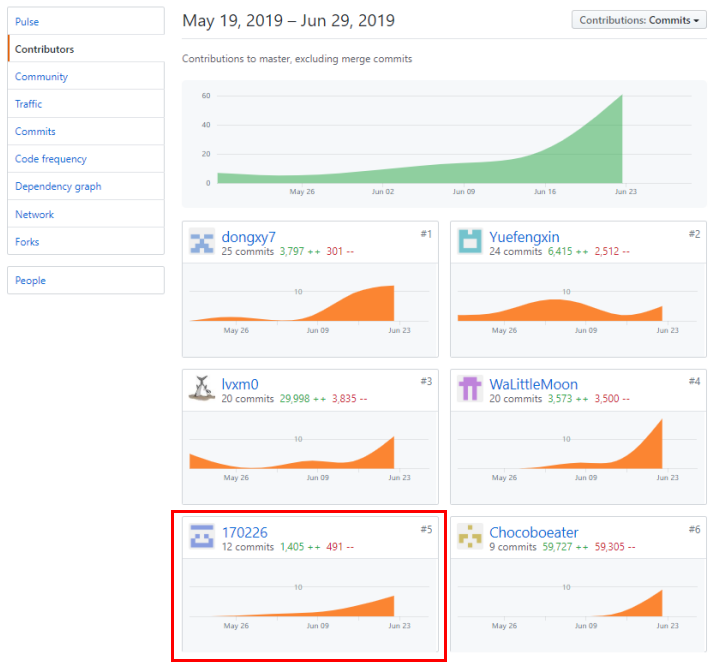 Pulse
Contributors
Community
Traffic
Commits
Code frequency
Dependency graph
Network
Forks
People
May 19, 2019 – Jun 29, 2019
Contributions: Commits
Contributions to master, excluding merge commits
60
40
20
0
May 26 Jun 02 Jun 09 Jun 16 Jun 23
dongxy7 #1
25 commits 3,797 ++ 301 --
10
May 26 Jun 09 Jun 23
Yuefengxin #2
24 commits 6,415 ++ 2,512 --
10
May 26 Jun 09 Jun 23
lvxm0 #3
20 commits 29,998 ++ 3,835 --
10
May 26 Jun 09 Jun 23
WaLittleMoon #4
20 commits 3,573 ++ 3,500 --
10
May 26 Jun 09 Jun 23
170226 #5
12 commits 1,405 ++ 491 --
10
May 26 Jun 09 Jun 23
Chocoboeater #6
9 commits 59,727 ++ 59,305 --
10
May 26 Jun 09 Jun 23